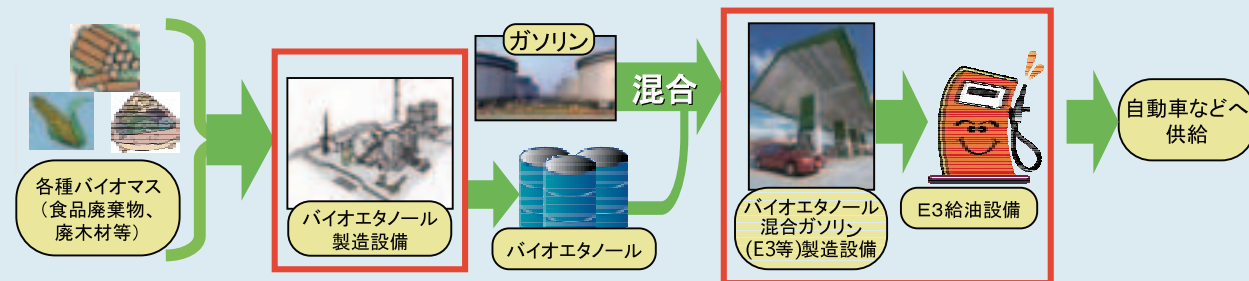 各種バイオマス
（食品廃棄物、
廃木材等）
バイオエタノール
製造設備
ガソリン
バイオエタノール
混合
バイオエタノール
混合ガソリン
(E3等)製造設備
E3給油設備
自動車などへ
供給